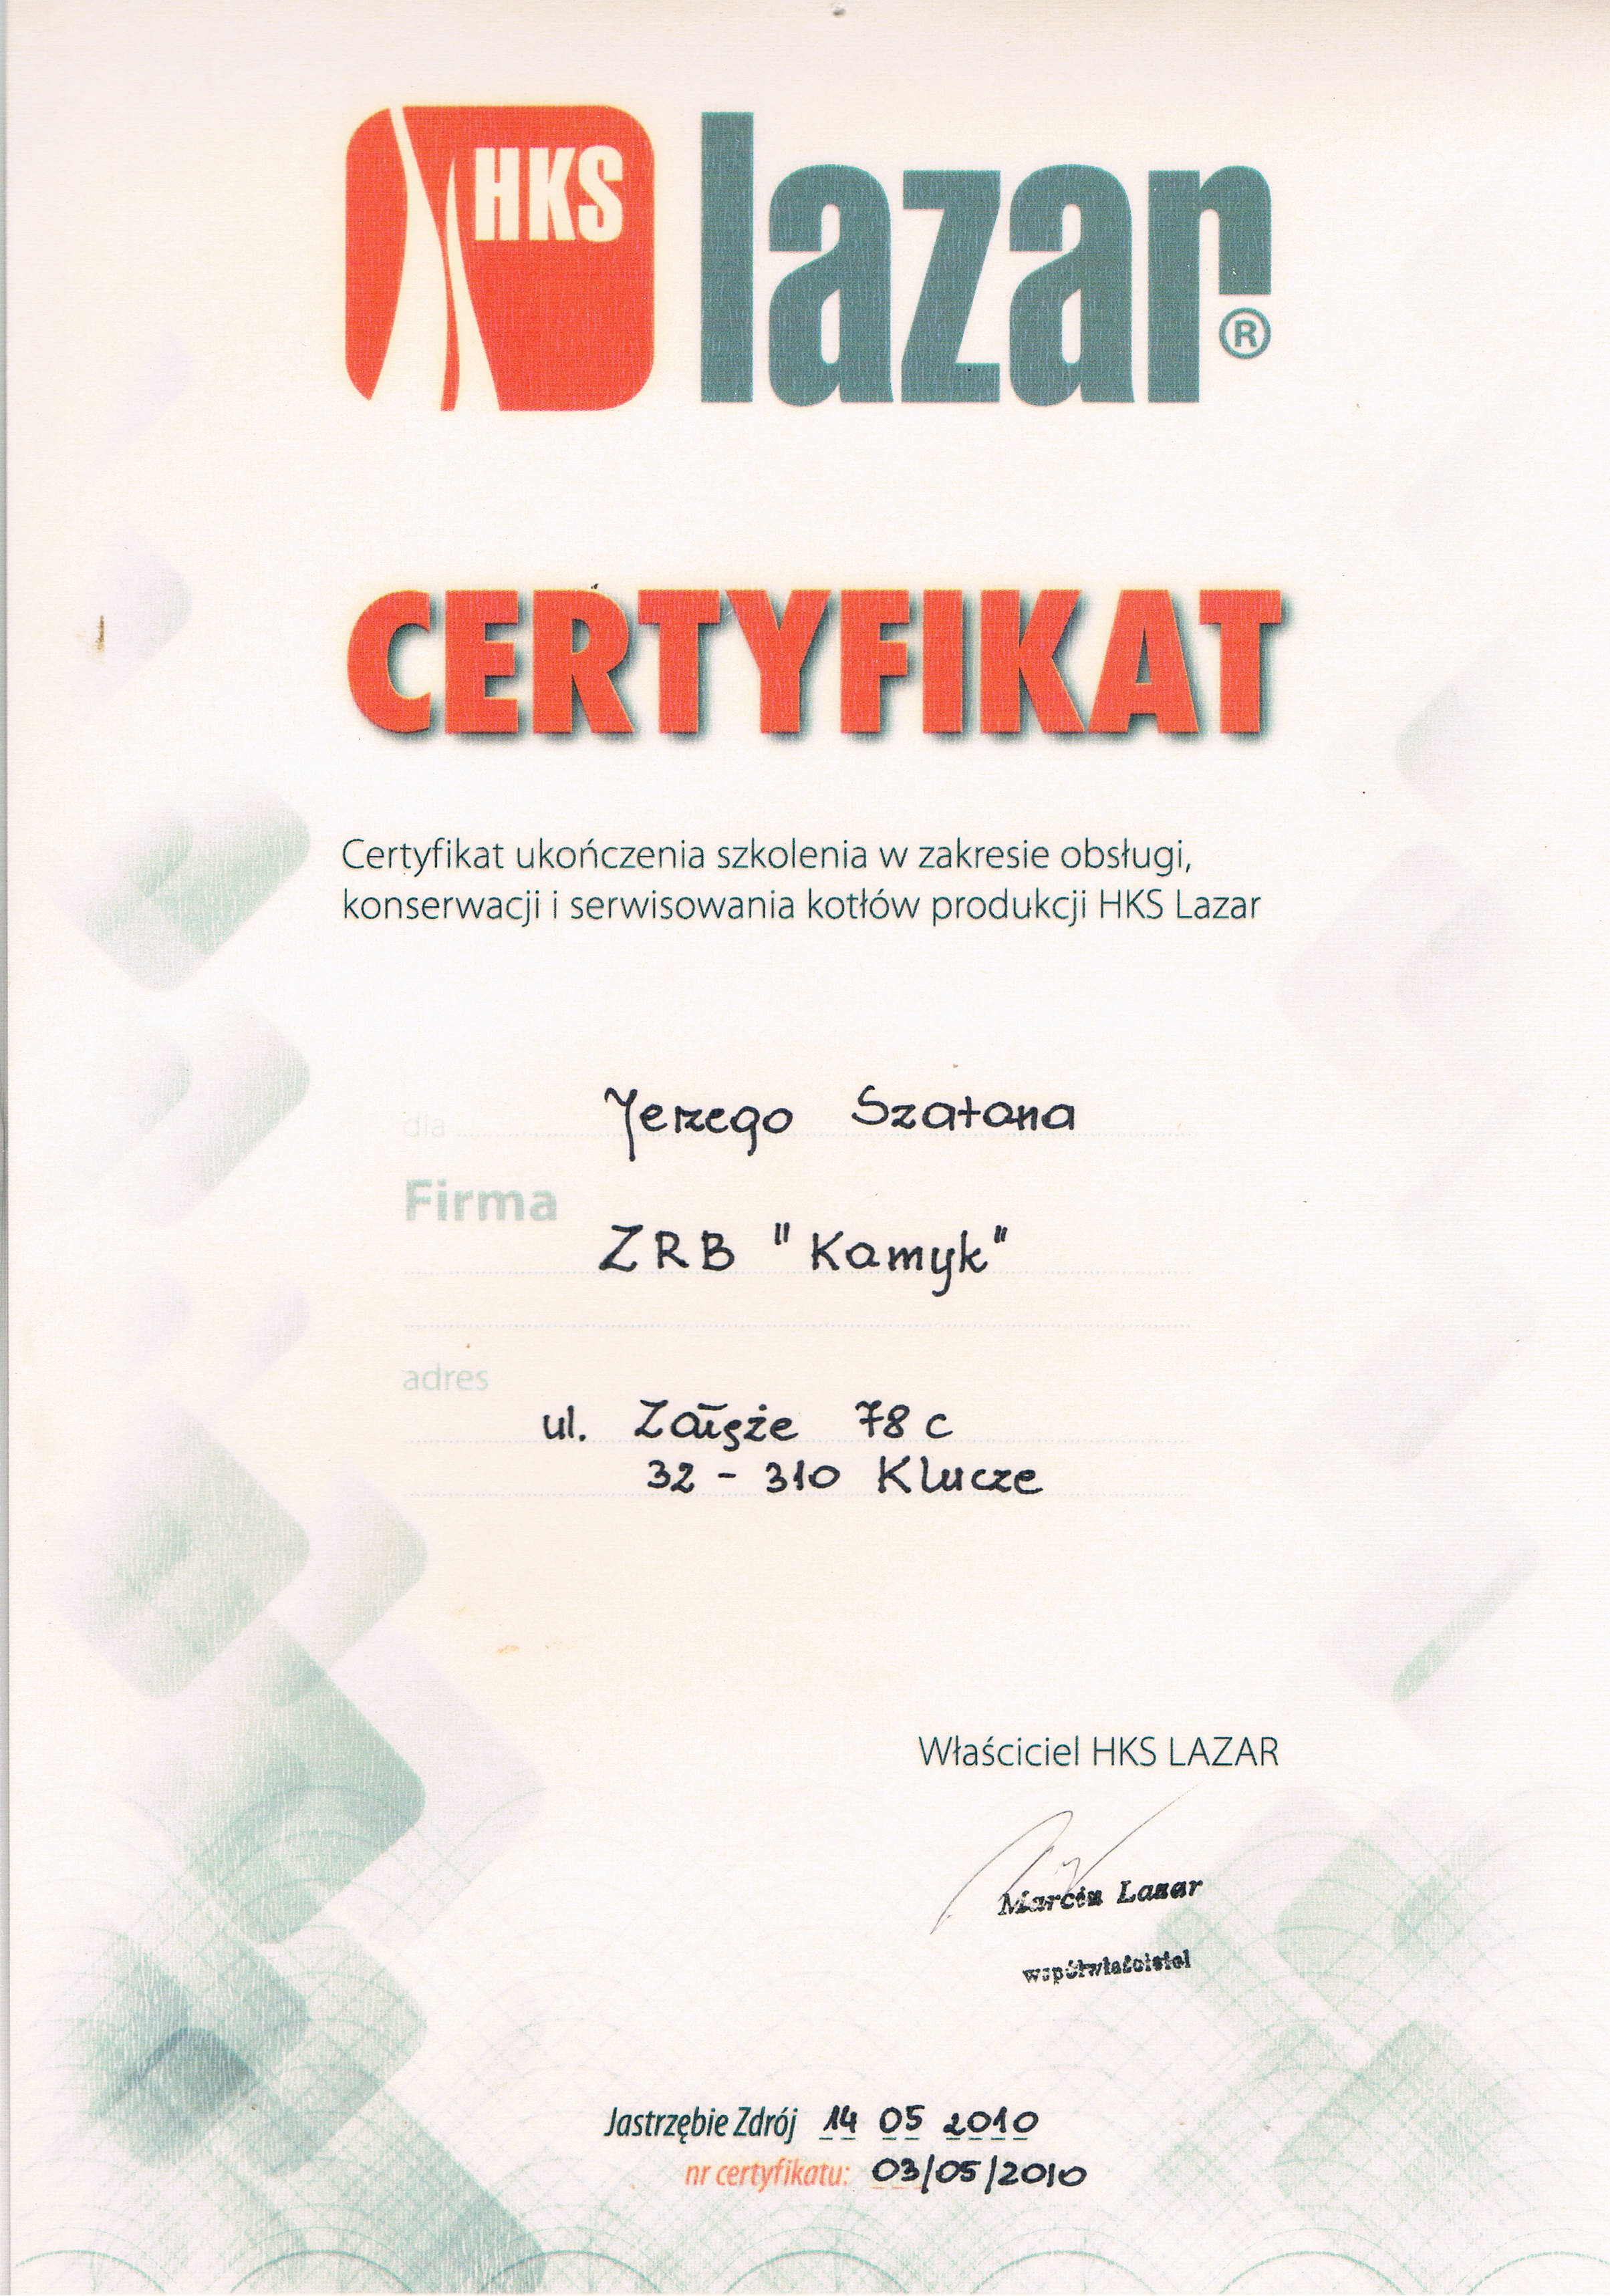 HKS lazar®
CERTYFIKAT
Certyfikat ukończenia szkolenia w zakresie obsługi,
konserwacji i serwisowania kotłów produkcji HKS Lazar
dla Jerzego Szatana
Firma
ZRB "Kamyk"
adres
ul. Załęże 78 c
32 - 310 Klucze
Właściciel HKS LAZAR
Marcin Lazar
współwłaściciel
Jastrzębie Zdrój 14 05 2010
nr certyfikatu: 03/05/2010